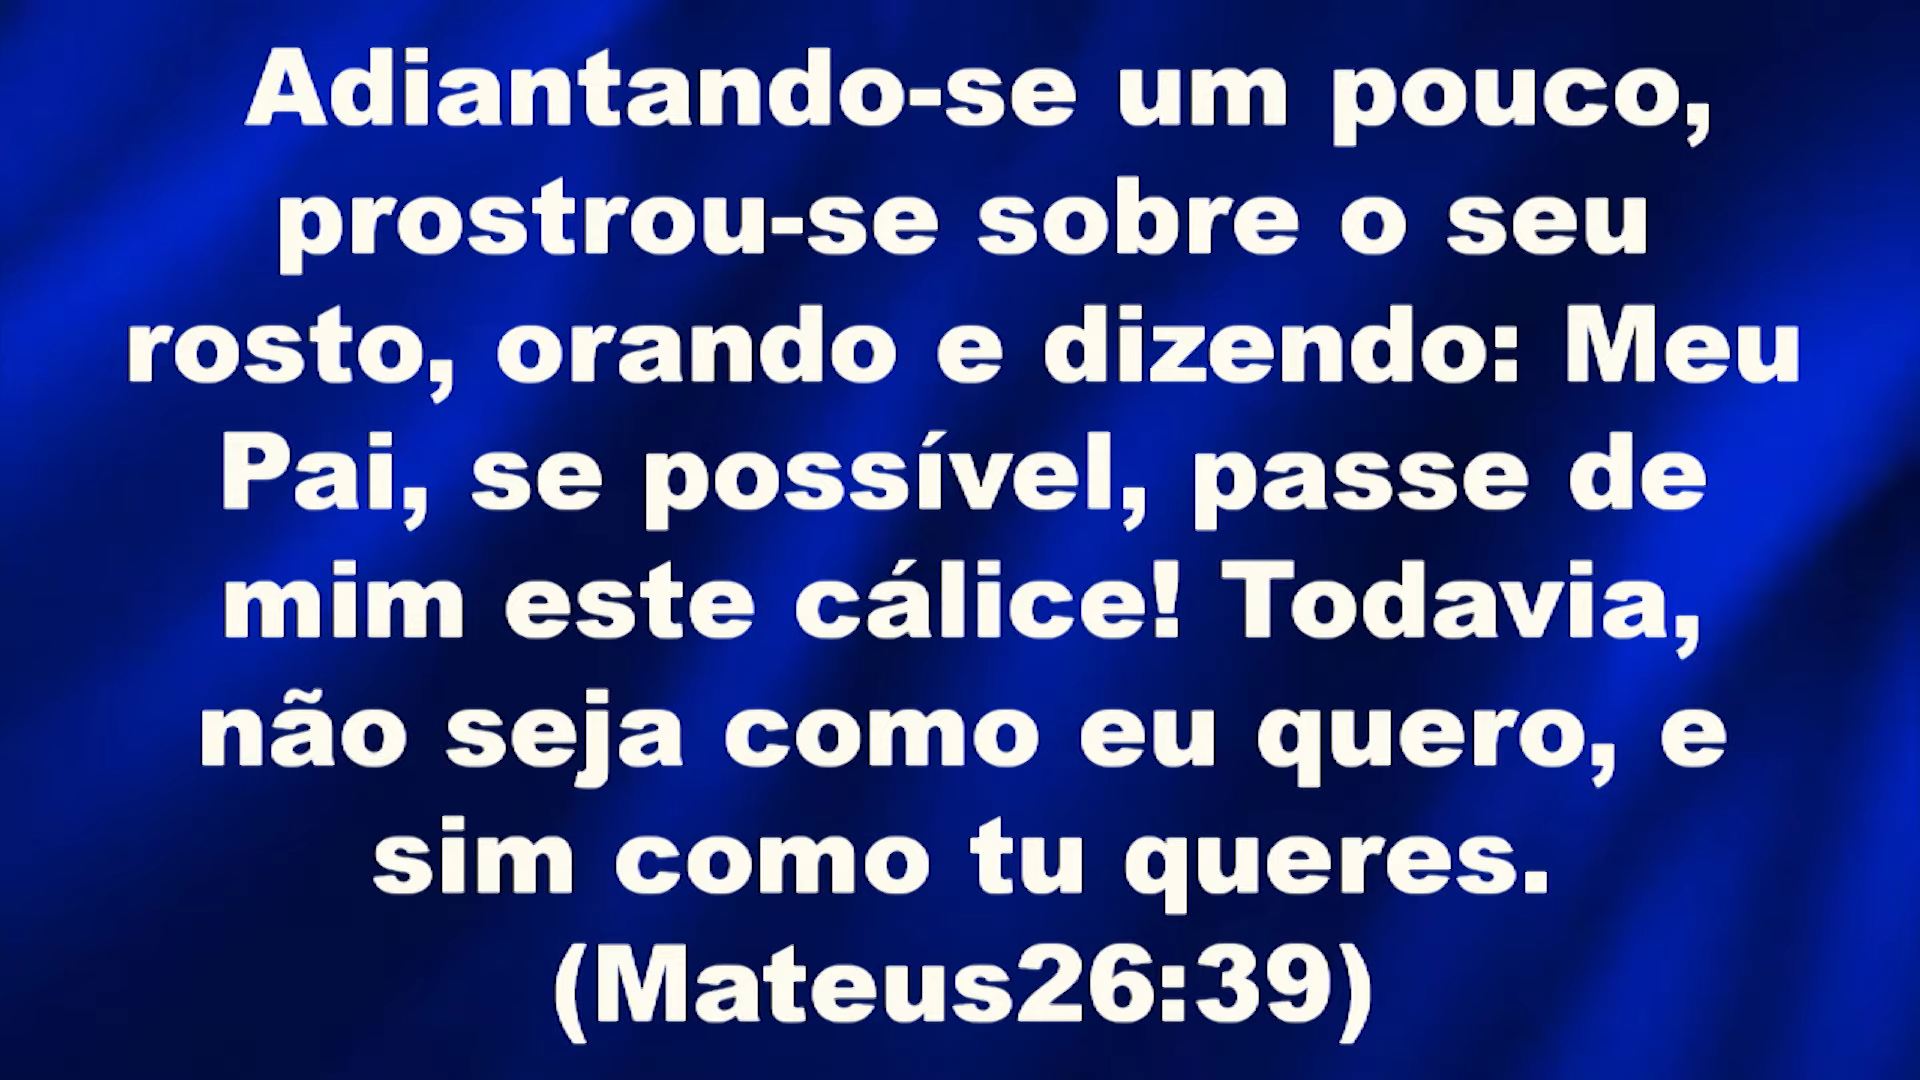 Adiantando-se um pouco,
prostrou-se sobre o seu
rosto, orando e dizendo: Meu
Pai, se possível, passe de
mim este cálice! Todavia,
não seja como eu quero, e
sim como tu queres.
(Mateus26:39)